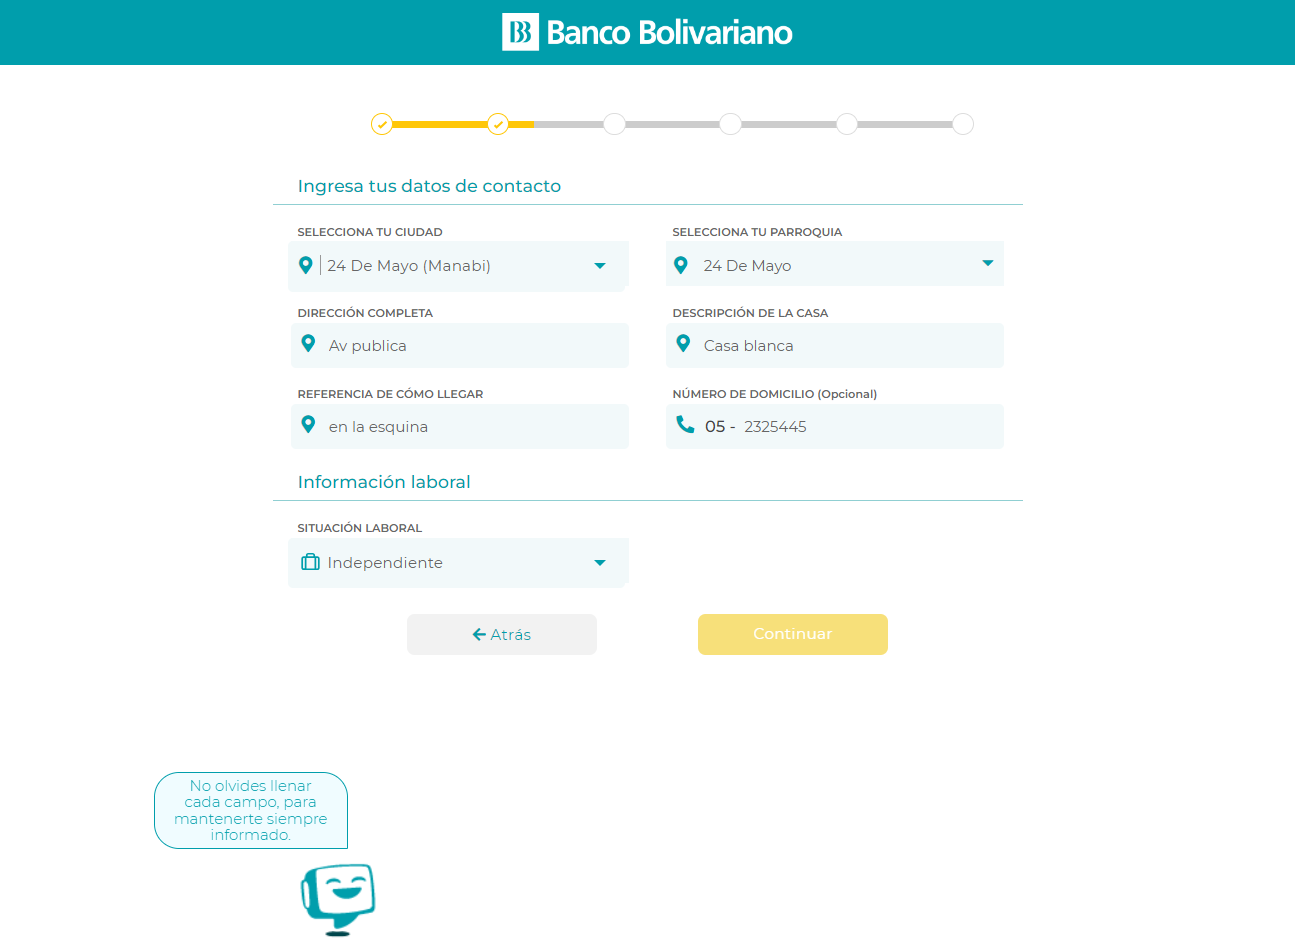 BB Banco Bolivariano
Ingresa tus datos de contacto
SELECCIONA TU CIUDAD
24 De Mayo (Manabi)
SELECCIONA TU PARROQUIA
24 De Mayo
DIRECCIÓN COMPLETA
Av publica
DESCRIPCIÓN DE LA CASA
Casa blanca
REFERENCIA DE CÓMO LLEGAR
en la esquina
NÚMERO DE DOMICILIO (Opcional)
05 - 2325445
Información laboral
SITUACIÓN LABORAL
Independiente
Atrás
Continuar
No olvides llenar
cada campo, para
mantenerte siempre
informado.